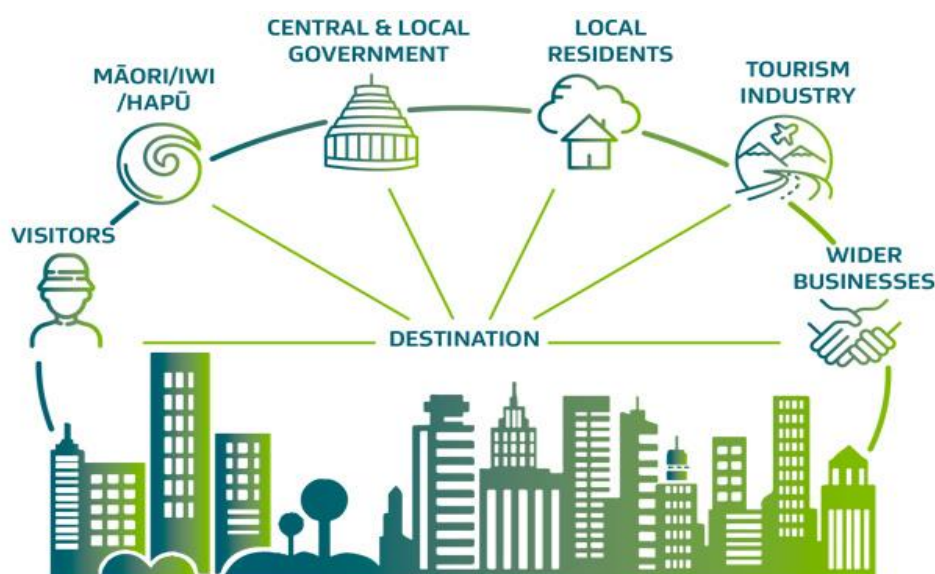 CENTRAL & LOCAL
GOVERNMENT
LOCAL
RESIDENTS
MĀORI/IWI
/HAPŪ
TOURISM
INDUSTRY
VISITORS
WIDER
BUSINESSES
DESTINATION